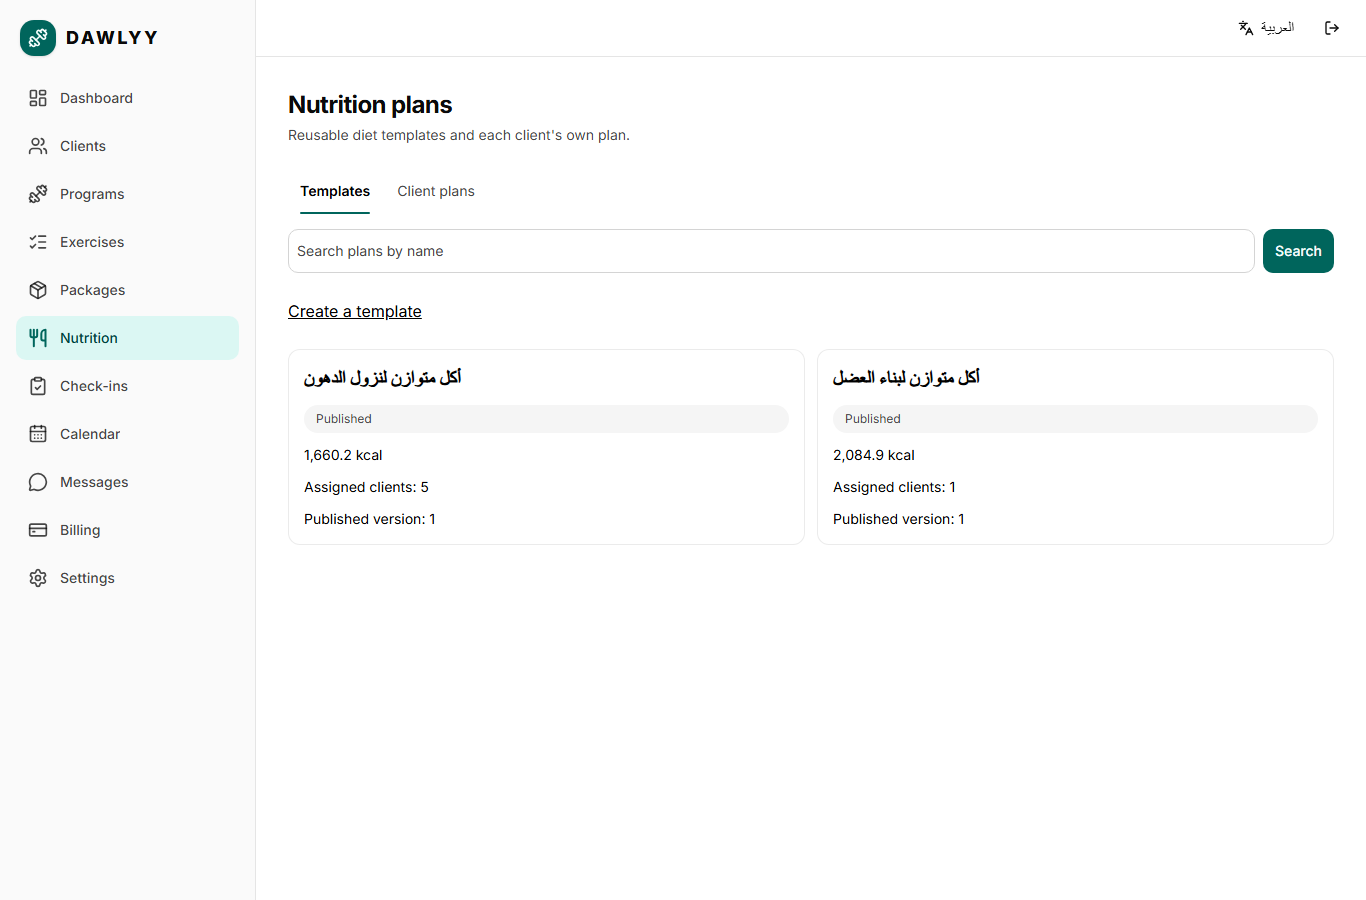 DAWLYY
العربية
Dashboard
Clients
Programs
Exercises
Packages
Nutrition
Check-ins
Calendar
Messages
Billing
Settings
Nutrition plans
Reusable diet templates and each client's own plan.
Templates
Client plans
Search plans by name
Search
Create a template
أكل متوازن لنزول الدهون
Published
1,660.2 kcal
Assigned clients: 5
Published version: 1
أكل متوازن لبناء العضل
Published
2,084.9 kcal
Assigned clients: 1
Published version: 1